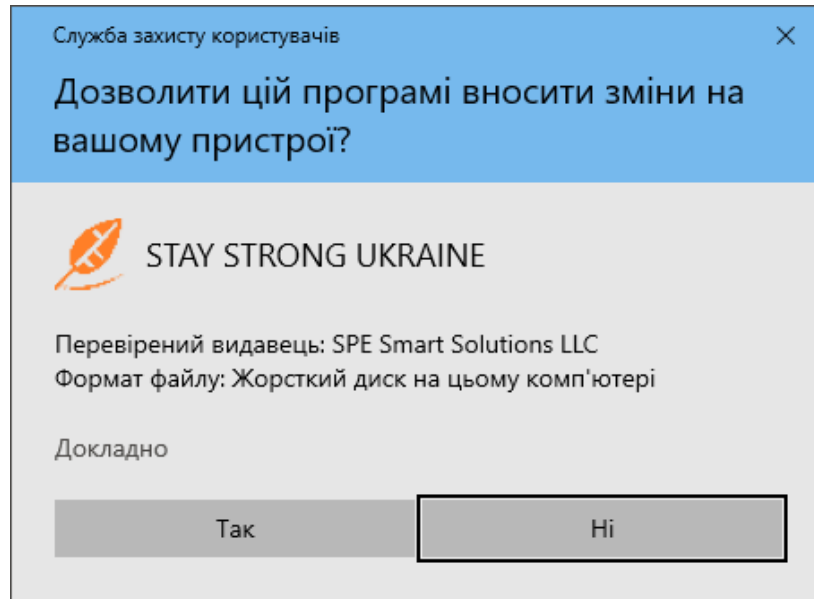 Служба захисту користувачів
Дозволити цій програмі вносити зміни на
вашому пристрої?
STAY STRONG UKRAINE
Перевірений видавець: SPE Smart Solutions LLC
Формат файлу: Жорсткий диск на цьому комп'ютері
Докладно
Так
Ні